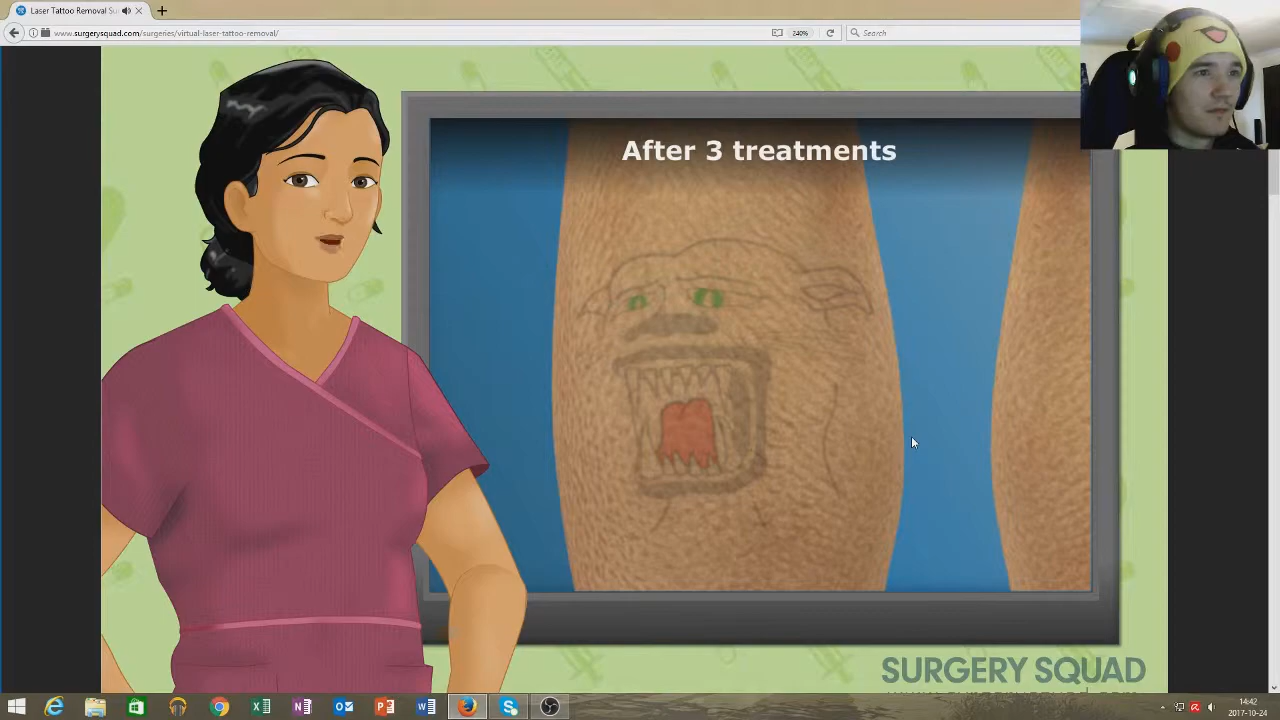 Laser Tattoo Removal Su
www.surgerysquad.com/surgeries/virtual-laser-tattoo-removal/
240%
Search
After 3 treatments
SURGERY SQUAD
14:42
2017-10-24